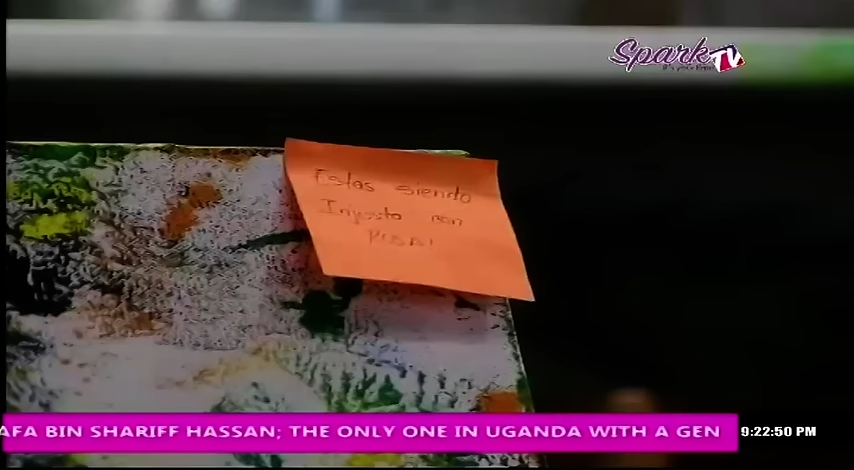 Spark TV
Estas siendo
Injusto con
AFA BIN SHARIFF HASSAN; THE ONLY ONE IN UGANDA WITH A GEN
9:22:50 PM